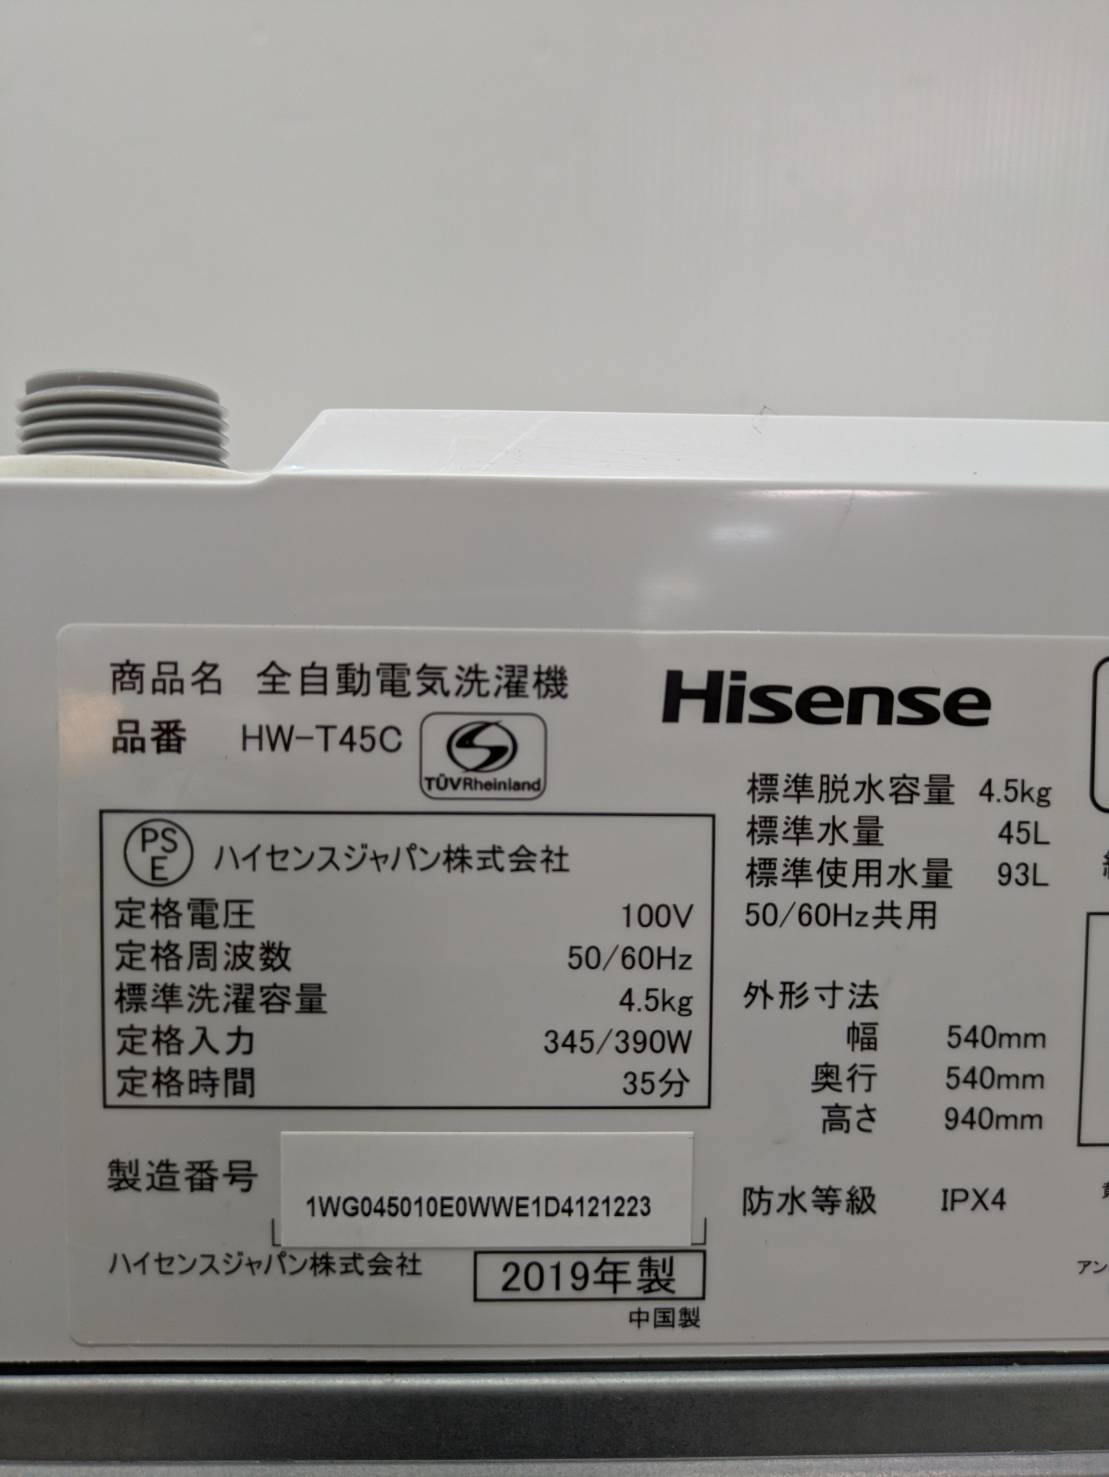 商品名 全自動電気洗濯機
品番 HW-T45C
TÜVRheinland
Hisense
PS
E
ハイセンスジャパン株式会社
定格電圧 100V
定格周波数 50/60Hz
標準洗濯容量 4.5kg
定格入力 345/390W
定格時間 35分
製造番号 1WG045010E0WWE1D4121223
ハイセンスジャパン株式会社
2019年製
中国製
標準脱水容量 4.5kg
標準水量 45L
標準使用水量 93L
50/60Hz共用
外形寸法
幅 540mm
奥行 540mm
高さ 940mm
防水等級 IPX4
アン